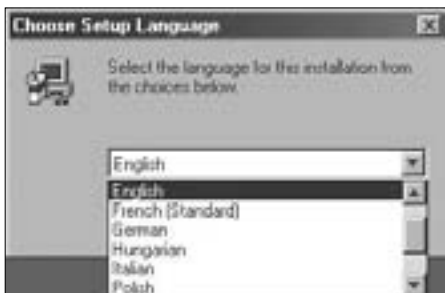 Choose Setup Language
Select the language for this installation from
the choices below.
English
English
French (Standard)
German
Hungarian
Italian
Polish